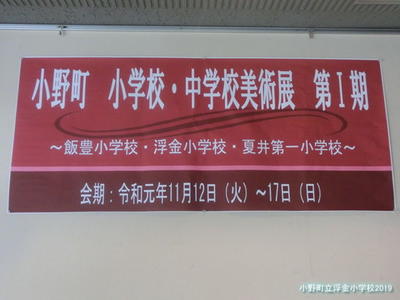 小野町　小学校・中学校美術展　第Ⅰ期
～飯豊小学校・浮金小学校・夏井第一小学校～
会期：令和元年11月12日（火）～17日（日）
小野町立浮金小学校2019